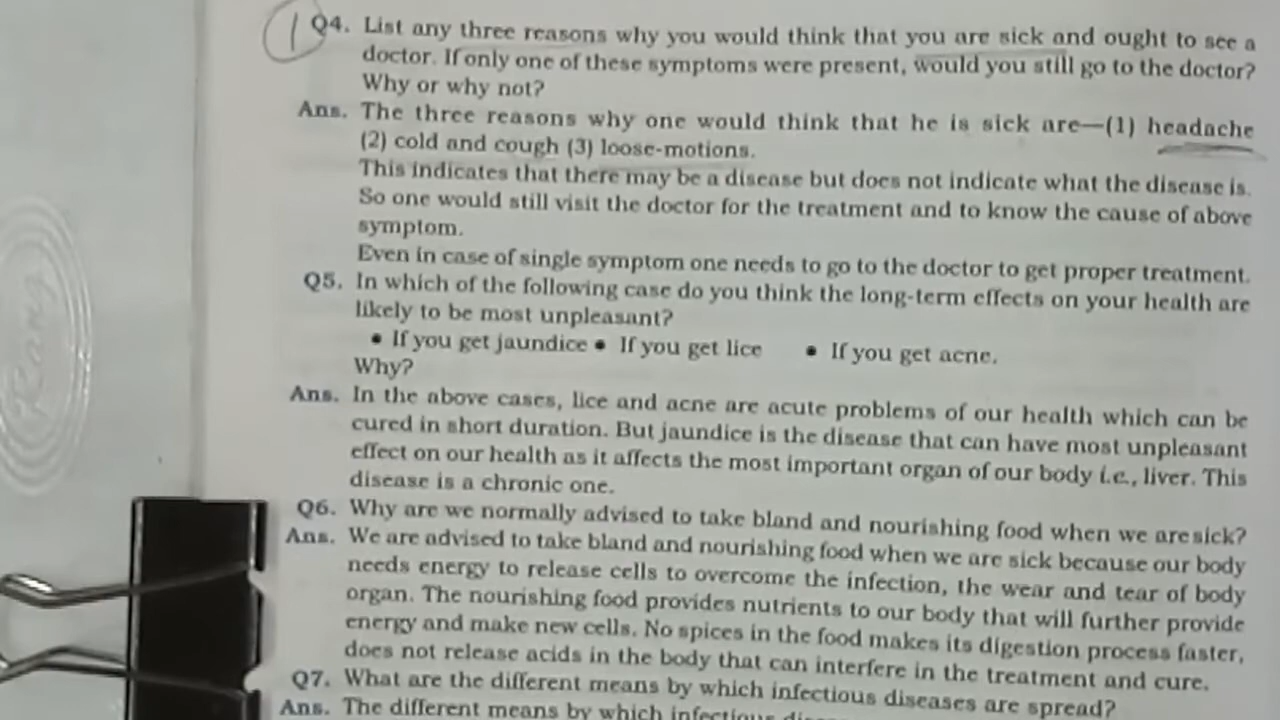 1 Q4. List any three reasons why you would think that you are sick and ought to see a
doctor. If only one of these symptoms were present, would you still go to the doctor?
Why or why not?
Ans. The three reasons why one would think that he is sick are—(1) headache
(2) cold and cough (3) loose-motions.
This indicates that there may be a disease but does not indicate what the disease is.
So one would still visit the doctor for the treatment and to know the cause of above
symptom.
Even in case of single symptom one needs to go to the doctor to get proper treatment.
Q5. In which of the following case do you think the long-term effects on your health are
likely to be most unpleasant?
• If you get jaundice • If you get lice • If you get acne.
Why?
Ans. In the above cases, lice and acne are acute problems of our health which can be
cured in short duration. But jaundice is the disease that can have most unpleasant
effect on our health as it affects the most important organ of our body i.e., liver. This
disease is a chronic one.
Q6. Why are we normally advised to take bland and nourishing food when we are sick?
Ans. We are advised to take bland and nourishing food when we are sick because our body
needs energy to release cells to overcome the infection, the wear and tear of body
organ. The nourishing food provides nutrients to our body that will further provide
energy and make new cells. No spices in the food makes its digestion process faster,
does not release acids in the body that can interfere in the treatment and cure.
Q7. What are the different means by which infectious diseases are spread?
Ans. The different means by which infectious